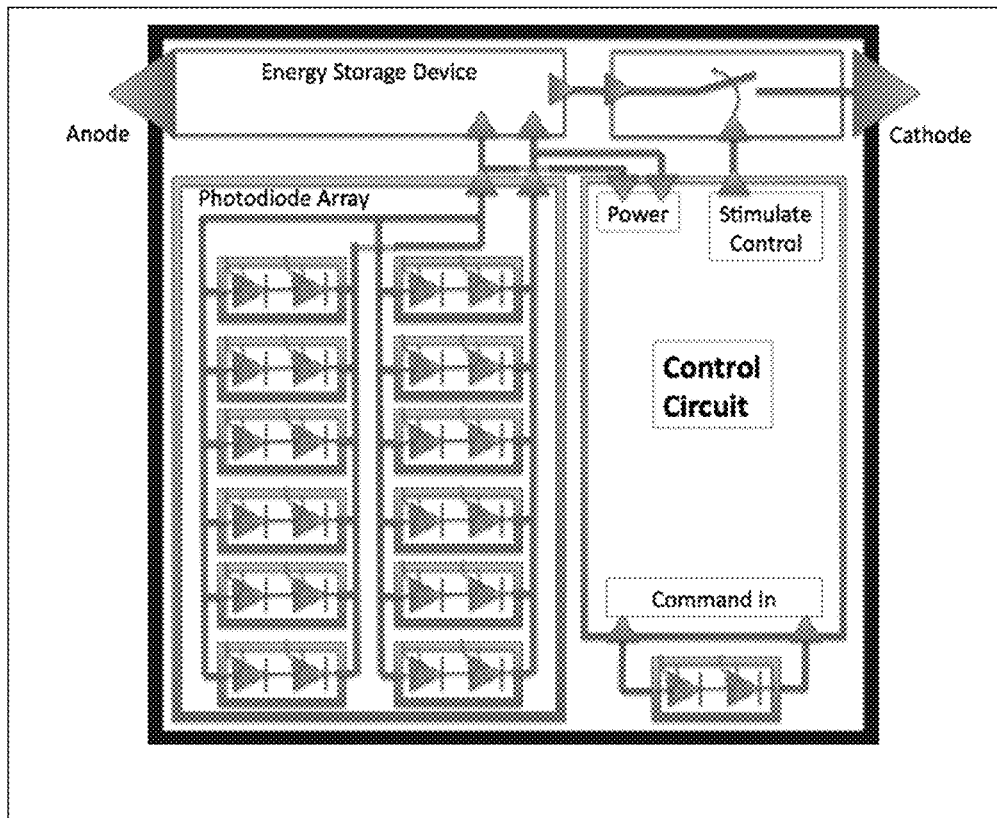 Energy Storage Device
Anode
Cathode
Photodiode Array
Power
Stimulate
Control
Control
Circuit
Command In